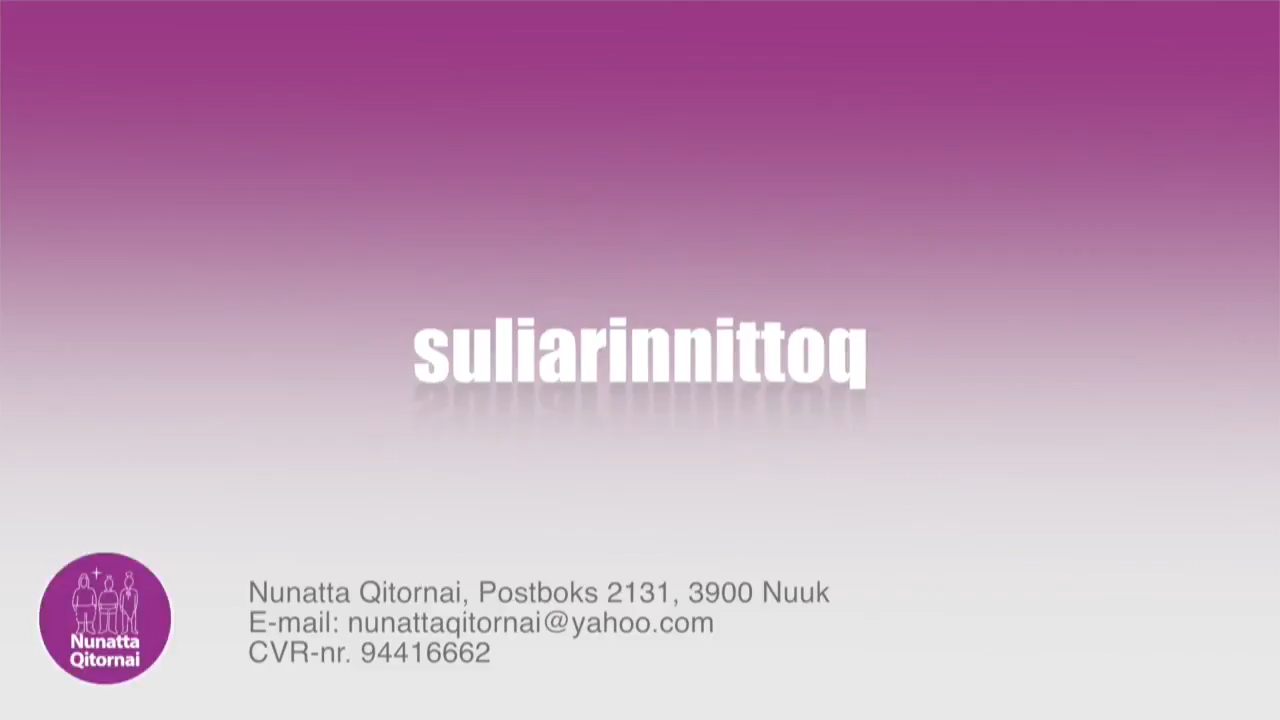 suliarinnittoq
Nunatta
Qitornai
Nunatta Qitornai, Postboks 2131, 3900 Nuuk
E-mail: nunattaqitornai@yahoo.com
CVR-nr. 94416662